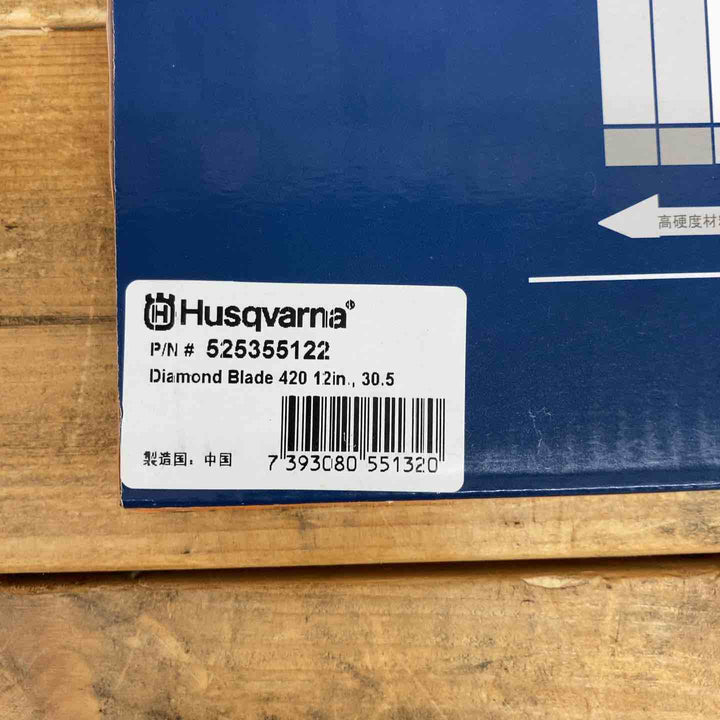 高硬度材
Husqvarna®
P/N # 525355122
Diamond Blade 420 12in., 30.5
製造国: 中国
7 393080 551320